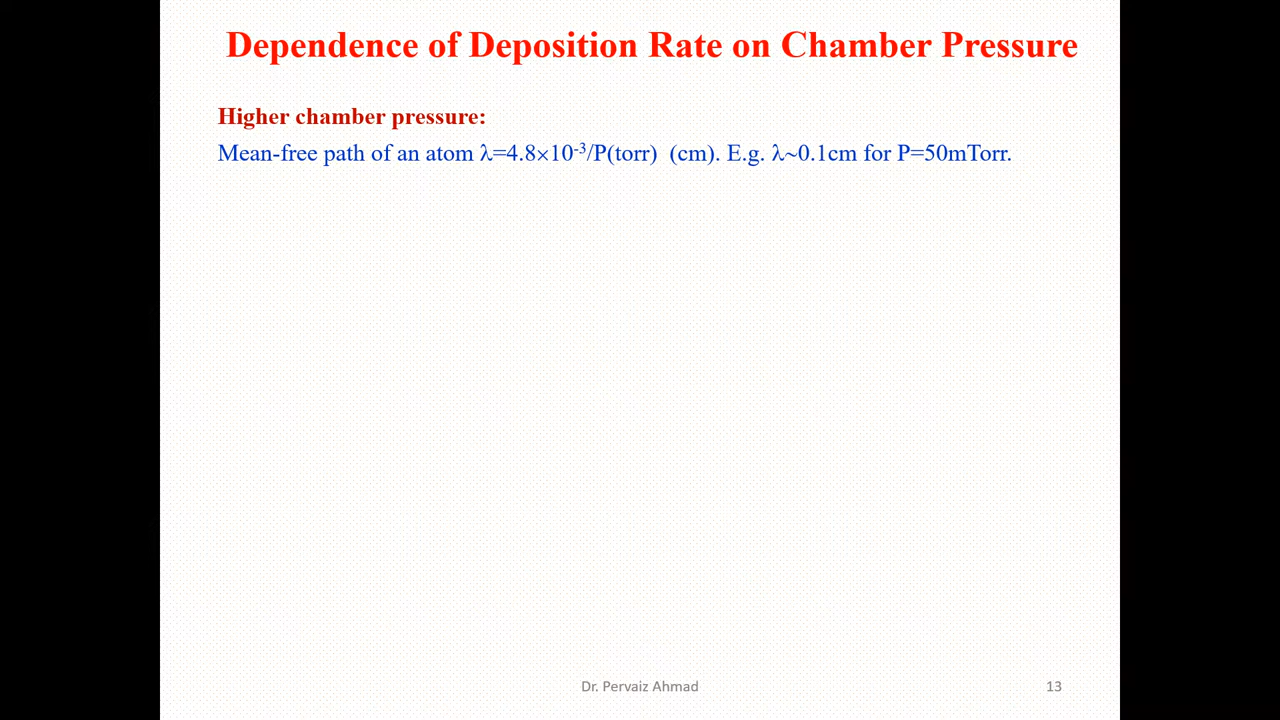 Dependence of Deposition Rate on Chamber Pressure
Higher chamber pressure:
Mean-free path of an atom λ=4.8×10⁻³/P(torr)  (cm). E.g. λ~0.1cm for P=50mTorr.
Dr. Pervaiz Ahmad
13